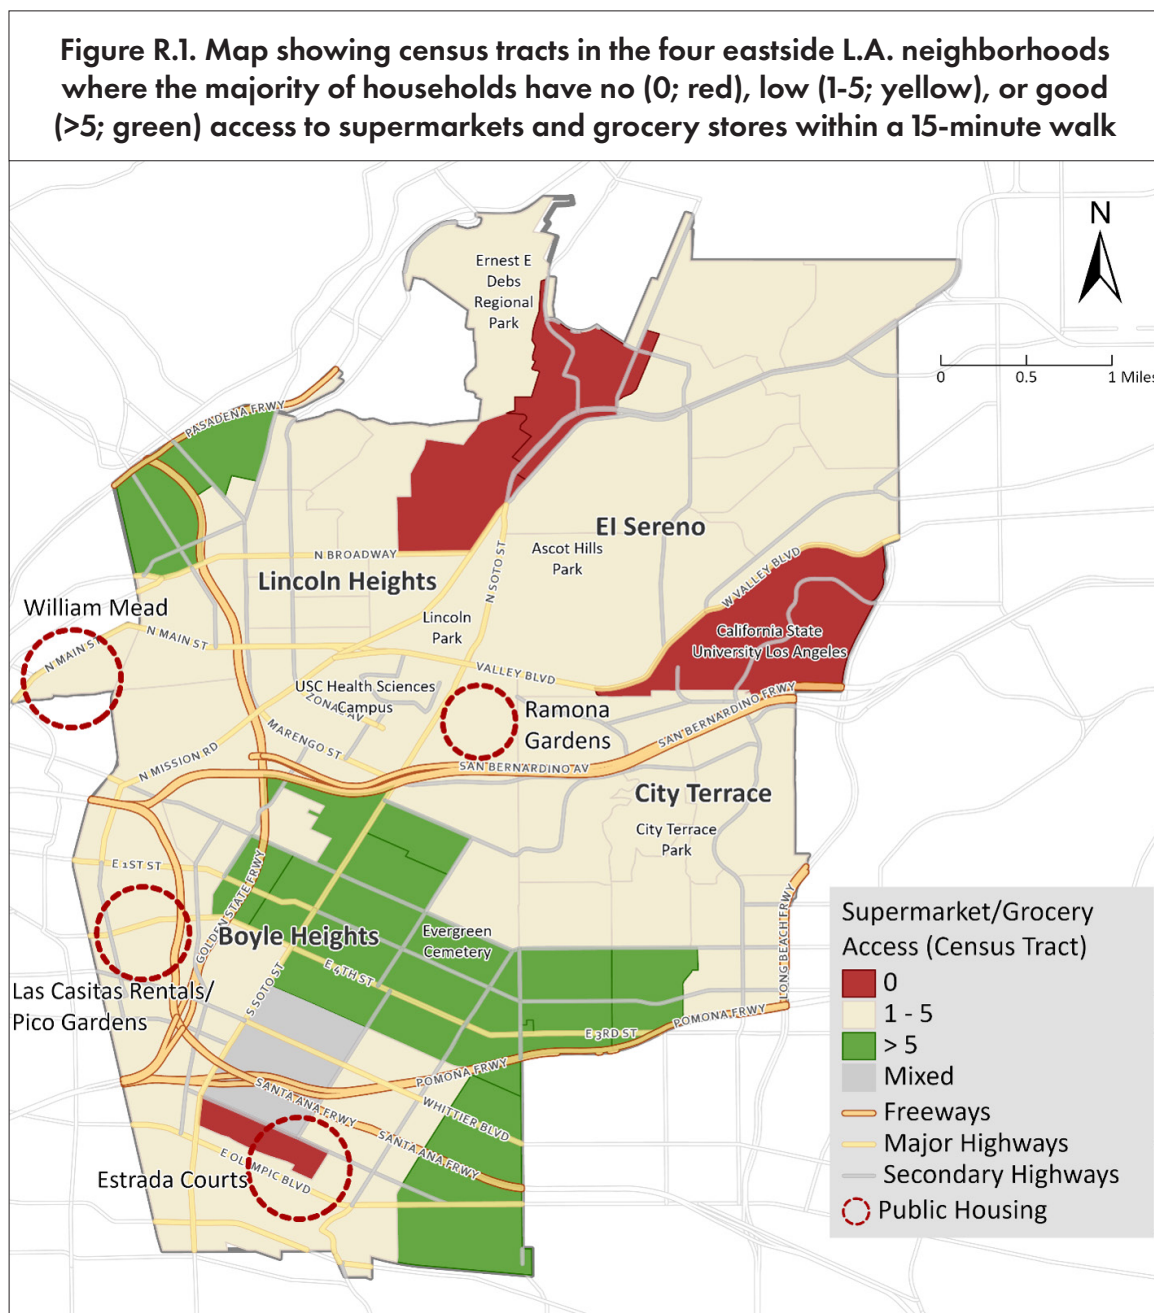 Figure R.1. Map showing census tracts in the four eastside L.A. neighborhoods
where the majority of households have no (0; red), low (1-5; yellow), or good
(>5; green) access to supermarkets and grocery stores within a 15-minute walk
N
0 0.5 1 Miles
Ernest E
Debs
Regional
Park
PASADENA FRWY
N BROADWAY
Lincoln Heights
El Sereno
Ascot Hills
Park
N SOTO ST
W VALLEY BLVD
William Mead
N MAIN ST
N MAIN ST
Lincoln
Park
California State
University Los Angeles
VALLEY BLVD
USC Health Sciences
Campus
ZONAL AV
Ramona
Gardens
MARENGO ST
N MISSION RD
SAN BERNARDINO FRWY
SAN BERNARDINO AV
City Terrace
City Terrace
Park
E 1ST ST
GOLDEN STATE FRWY
Boyle Heights
Evergreen
Cemetery
E 4TH ST
S SOTO ST
LONG BEACH FRWY
Las Casitas Rentals/
Pico Gardens
E 3RD ST
POMONA FRWY
POMONA FRWY
SANTA ANA FRWY
WHITTIER BLVD
SANTA ANA FRWY
E OLYMPIC BLVD
Estrada Courts
Supermarket/Grocery
Access (Census Tract)
0
1 - 5
> 5
Mixed
Freeways
Major Highways
Secondary Highways
Public Housing